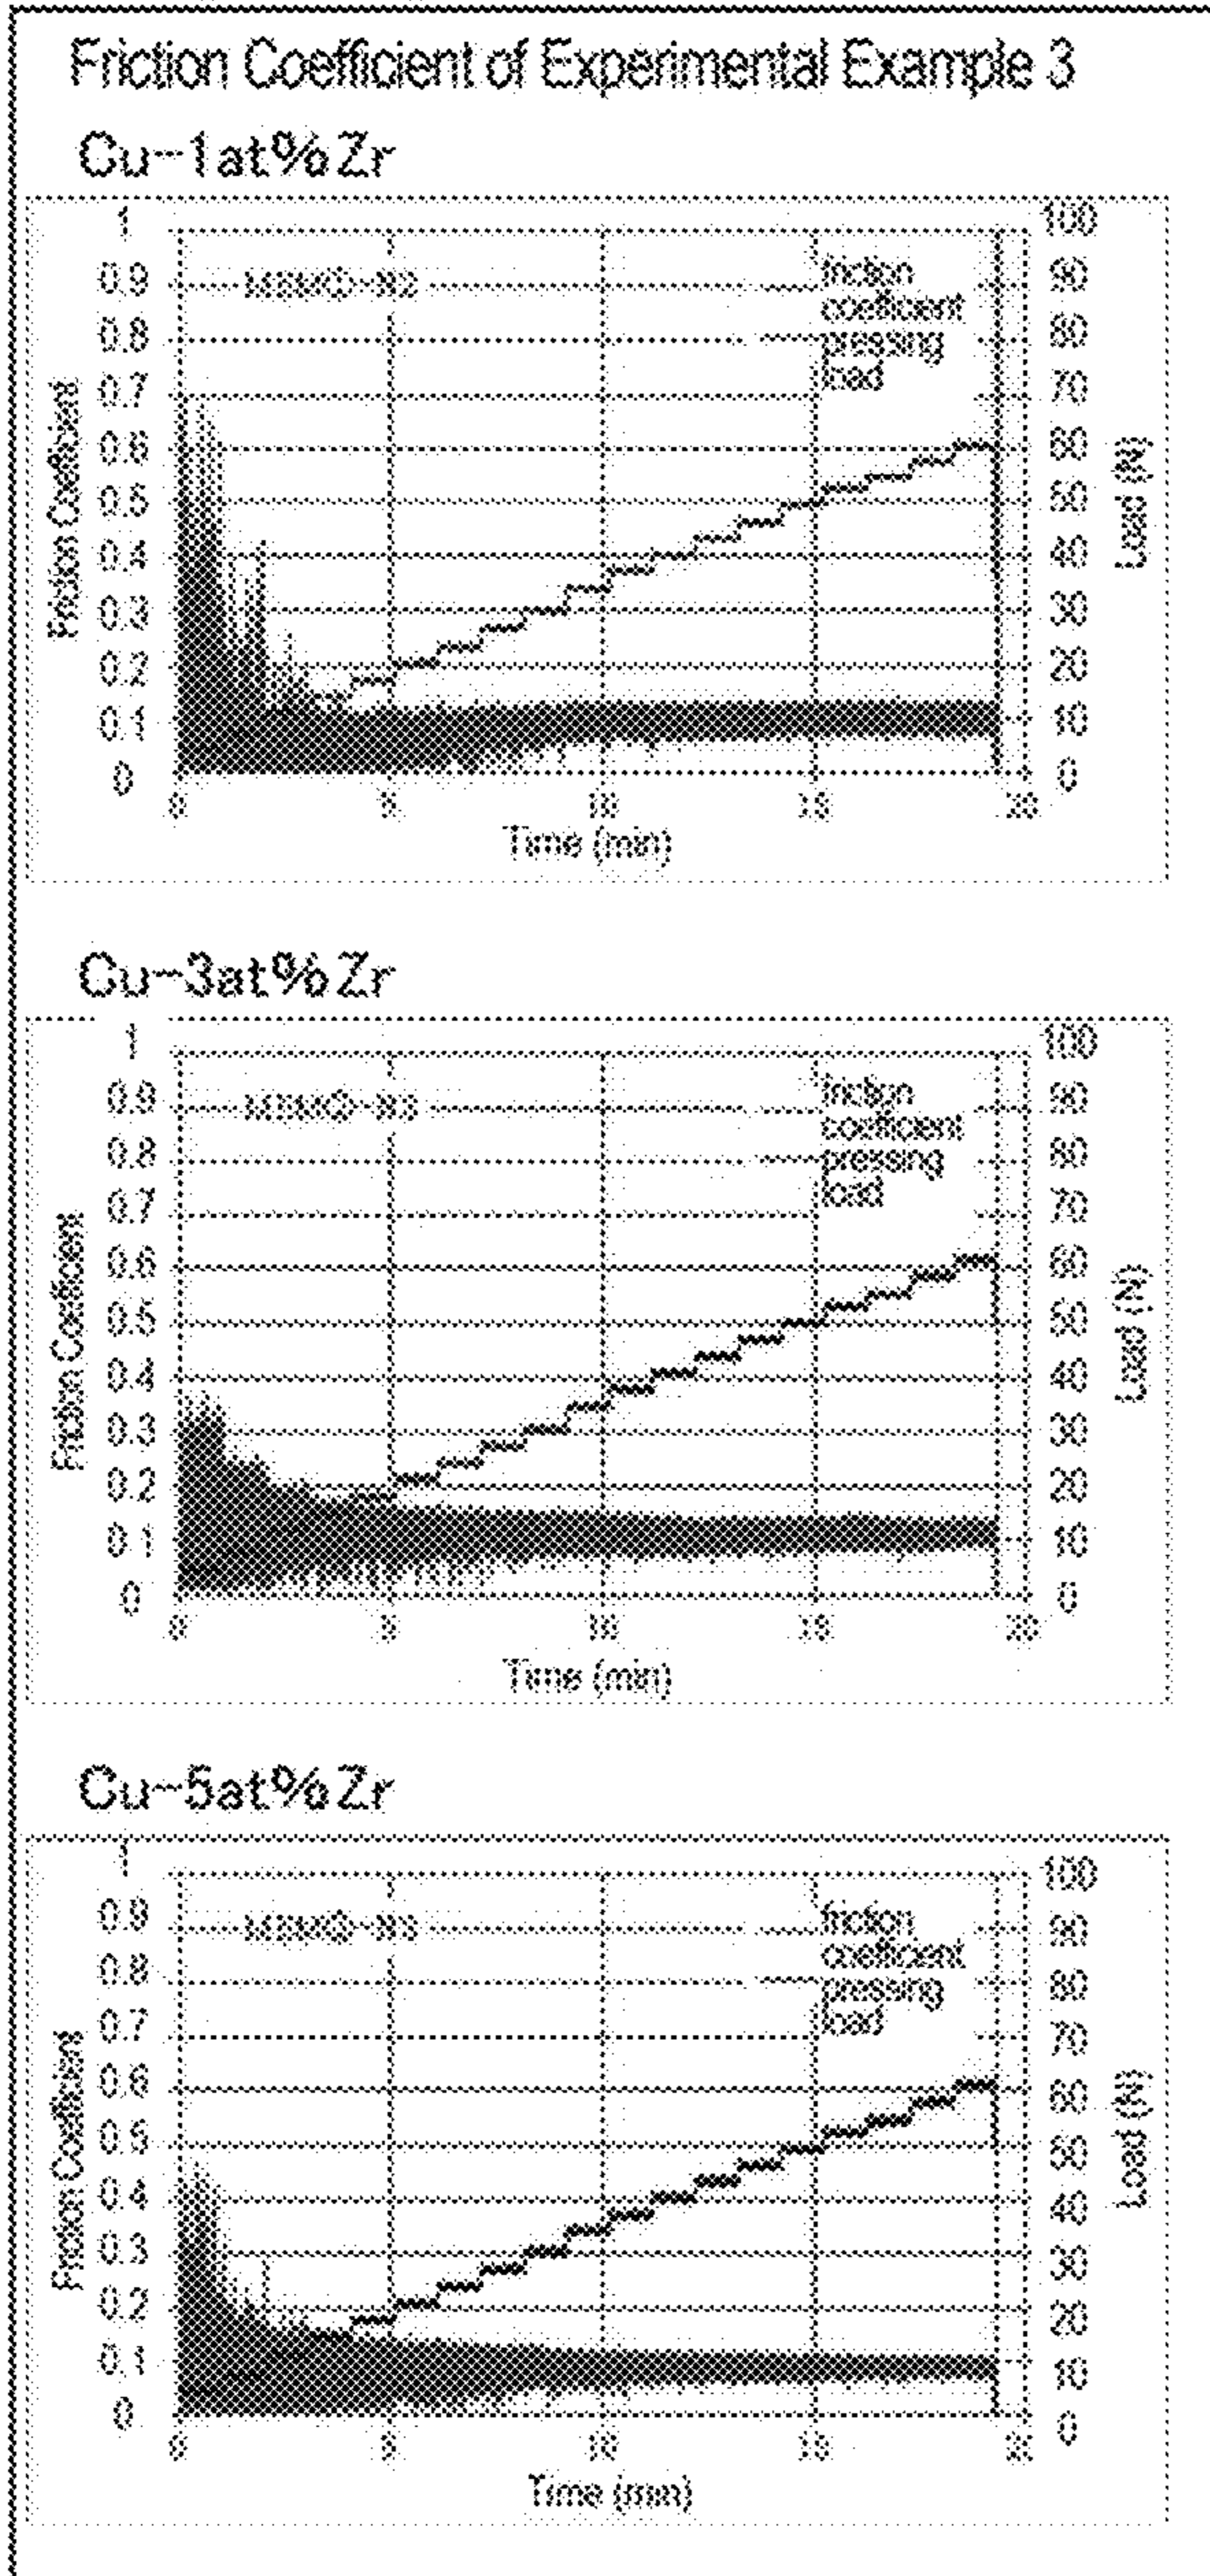 Friction Coefficient of Experimental Example 3
Cu-1at%Zr
1
0.9
0.8
0.7
0.6
0.5
0.4
0.3
0.2
0.1
0
Friction Coefficient
friction
coefficient
pressing
load
100
90
80
70
60
50
40
30
20
10
0
Load (N)
0 5 10 15 20
Time (min)
Cu-3at%Zr
1
0.9
0.8
0.7
0.6
0.5
0.4
0.3
0.2
0.1
0
Friction Coefficient
friction
coefficient
pressing
load
100
90
80
70
60
50
40
30
20
10
0
Load (N)
0 5 10 15 20
Time (min)
Cu-5at%Zr
1
0.9
0.8
0.7
0.6
0.5
0.4
0.3
0.2
0.1
0
Friction Coefficient
friction
coefficient
pressing
load
100
90
80
70
60
50
40
30
20
10
0
Load (N)
0 5 10 15
Time (min)